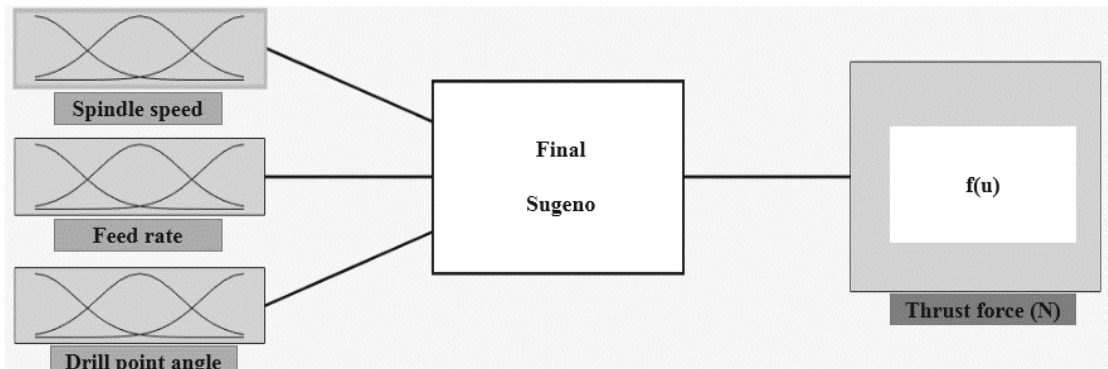 Spindle speed
Feed rate
Drill point angle
Final
Sugeno
f(u)
Thrust force (N)